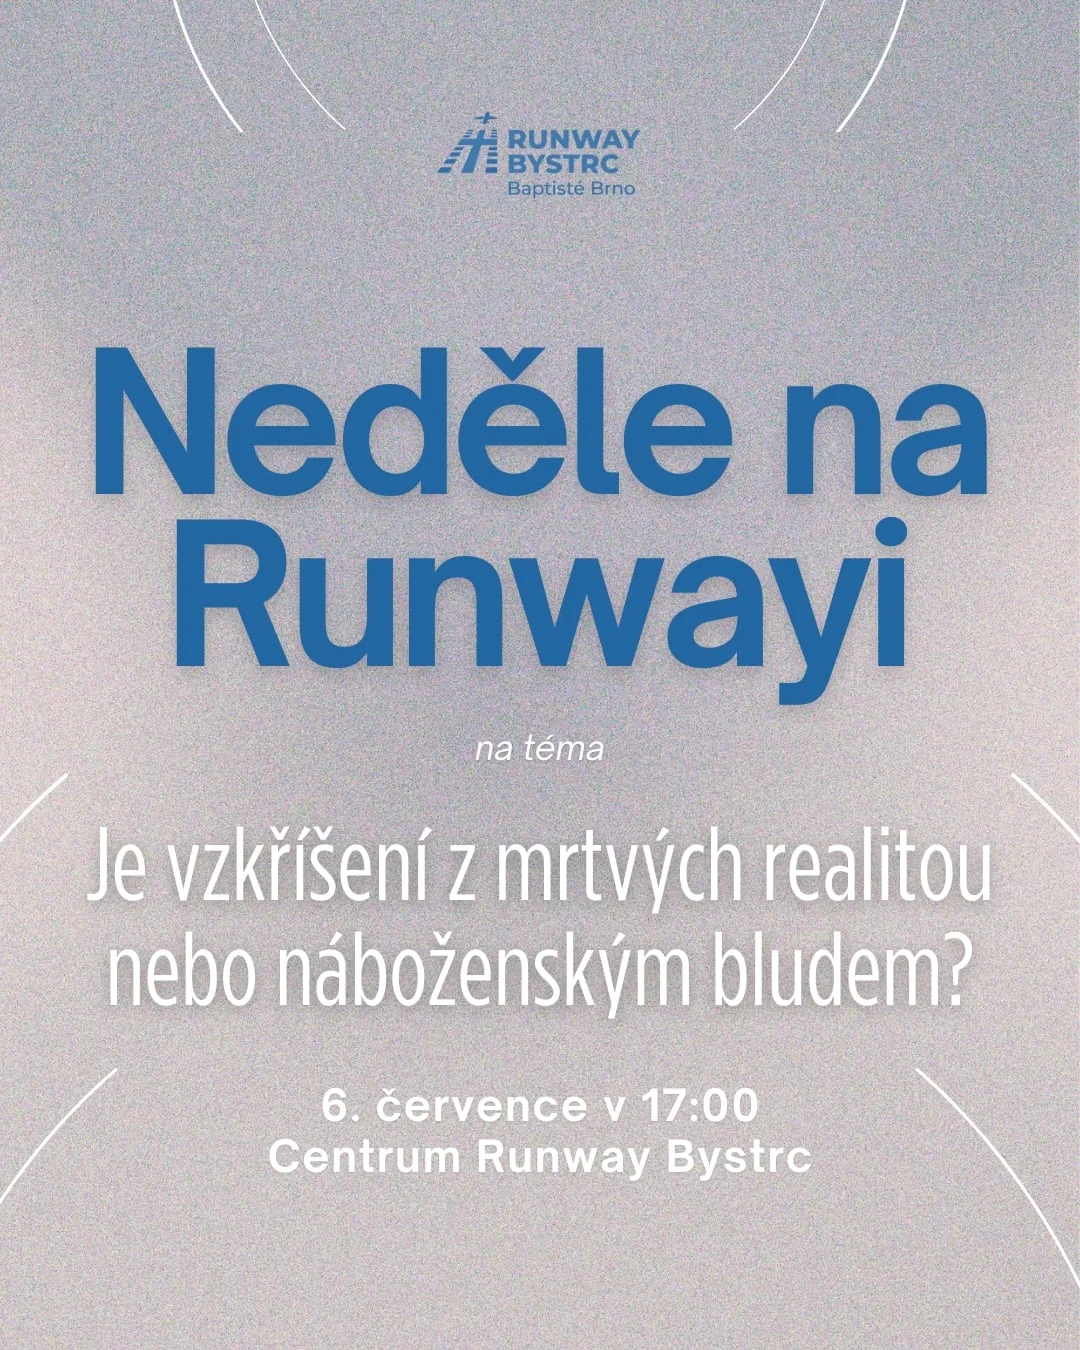 RUNWAY
BYSTRC
Baptisté Brno
Neděle na
Runwayi
na téma
Je vzkříšení z mrtvých realitou
nebo náboženským bludem?
6. července v 17:00
Centrum Runway Bystrc